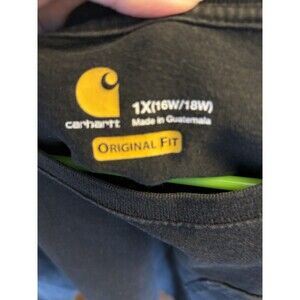 carhartt
1X(16W/18W)
Made in Guatemala
ORIGINAL FIT